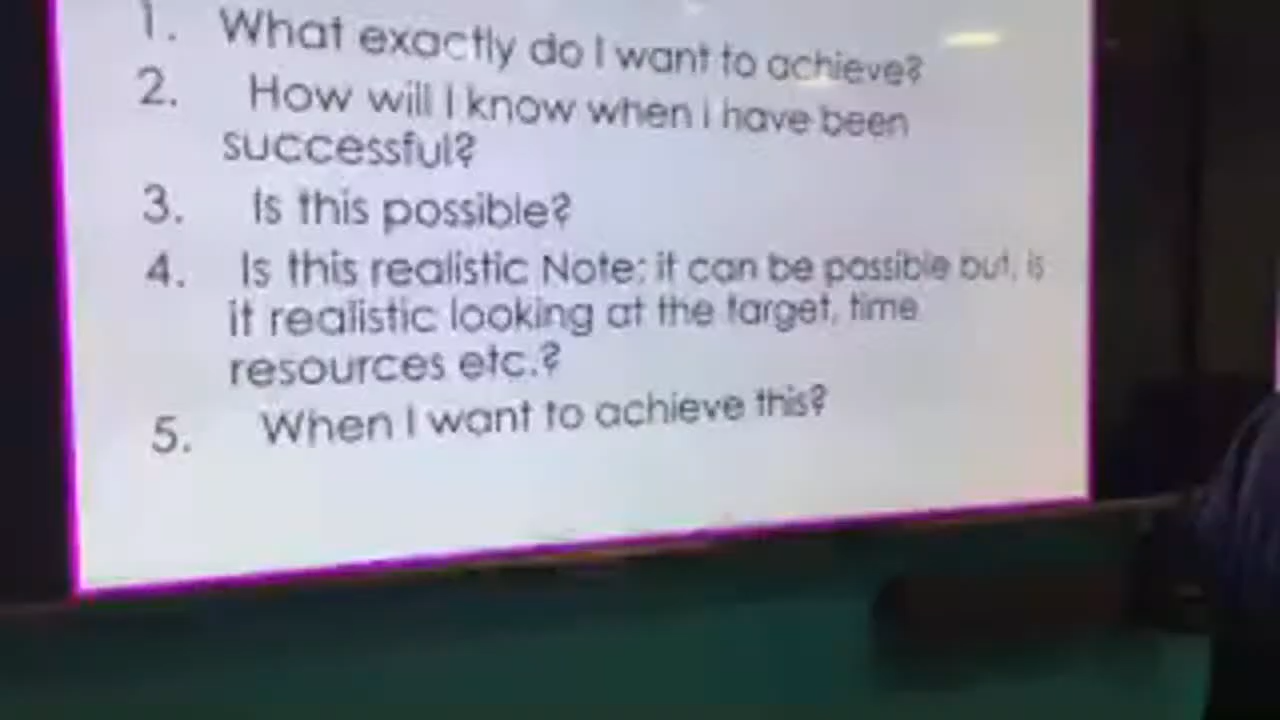 1. What exactly do I want to achieve?
2. How will I know when I have been
successful?
3. Is this possible?
4. Is this realistic Note: it can be possible but, is
it realistic looking at the target, time
resources etc.?
5. When I want to achieve this?